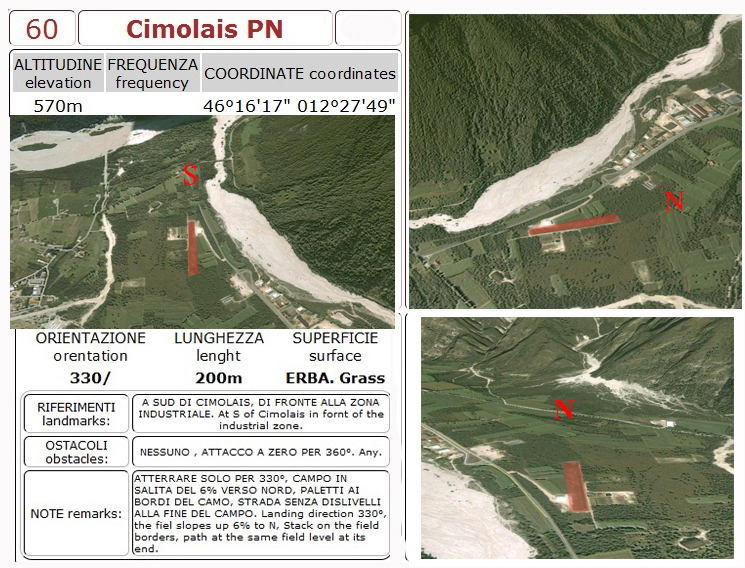 60
Cimolais PN
ALTITUDINE
elevation
FREQUENZA
frequency
COORDINATE coordinates
570m
46º16'17" 012º27'49"
S
N
N
ORIENTAZIONE
orentation
LUNGHEZZA
lenght
SUPERFICIE
surface
330/
200m
ERBA. Grass
RIFERIMENTI
landmarks:
A SUD DI CIMOLAIS, DI FRONTE ALLA ZONA
INDUSTRIALE. At S of Cimolais in fornt of the
industrial zone.
OSTACOLI
obstacles:
NESSUNO , ATTACCO A ZERO PER 360°. Any.
NOTE remarks:
ATTERRARE SOLO PER 330°, CAMPO IN
SALITA DEL 6% VERSO NORD, PALETTI AI
BORDI DEL CAMO, STRADA SENZA DISLIVELLI
ALLA FINE DEL CAMPO. Landing direction 330°,
the fiel slopes up 6% to N, Stack on the field
borders, path at the same field level at its
end.